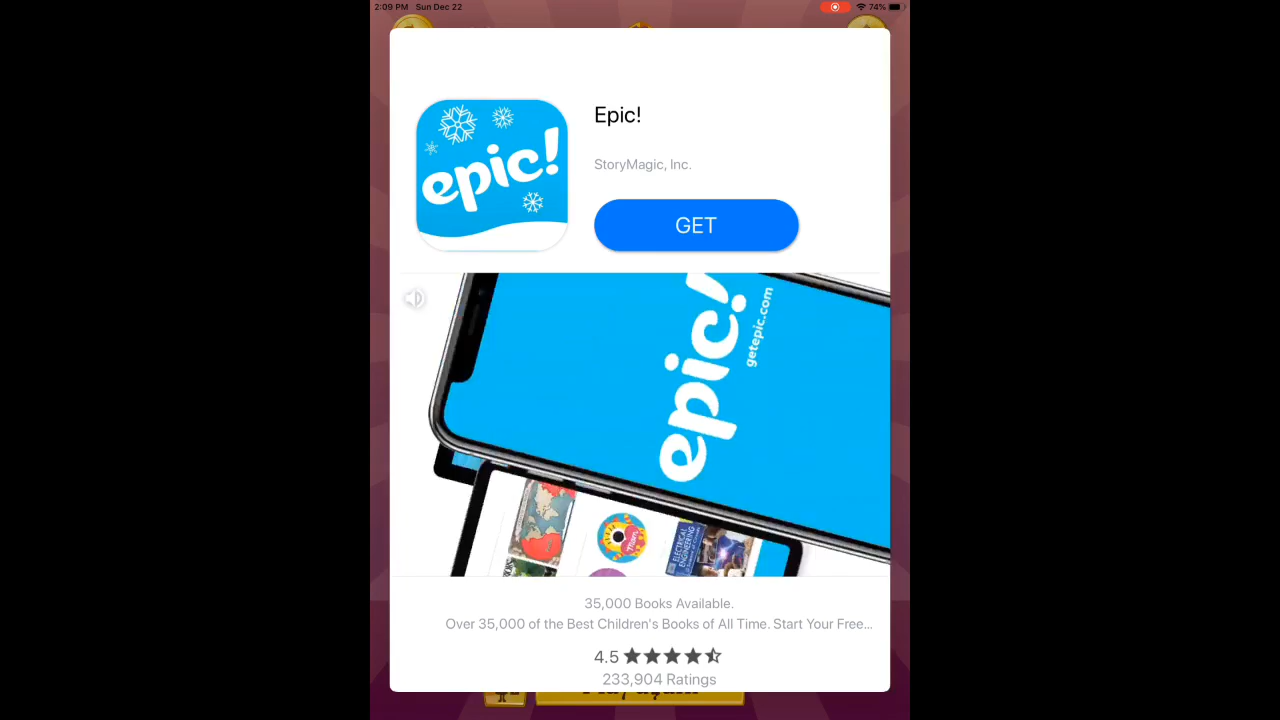 2:09 PM Sun Dec 22
74%
epic!
Epic!
StoryMagic, Inc.
GET
epic!
getepic.com
ELECTRICAL
ENGINEERING
35,000 Books Available.
Over 35,000 of the Best Children's Books of All Time. Start Your Free...
4.5
233,904 Ratings